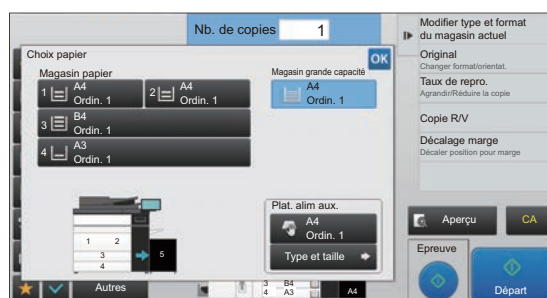 Nb. de copies 1
Choix papier
OK
Magasin papier
Magasin grande capacité
1 A4
Ordin. 1
2 A4
Ordin. 1
A4
Ordin. 1
3 B4
Ordin. 1
4 A3
Ordin. 1
Plat. alim aux.
A4
Ordin. 1
Type et taille
1 2
3
4
5
Autres
3 B4
4 A3
A4
Modifier type et format
du magasin actuel
Original
Changer format/orientat.
Taux de repro.
Agrandir/Réduire la copie
Copie R/V
Décalage marge
Décaler position pour marge
Aperçu
CA
Epreuve
Départ